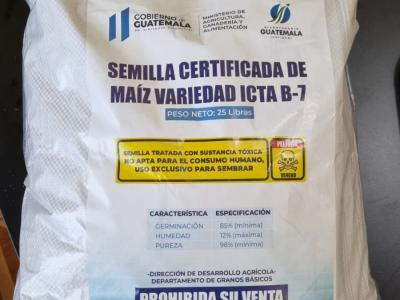 GOBIERNO de
GUATEMALA
MINISTERIO DE
AGRICULTURA,
GANADERÍA Y
ALIMENTACIÓN
GUATEMALA
SEMILLA CERTIFICADA DE
MAÍZ VARIEDAD ICTA B-7
PESO NETO: 25 Libras
SEMILLA TRATADA CON SUSTANCIA TÓXICA
NO APTA PARA EL CONSUMO HUMANO,
USO EXCLUSIVO PARA SEMBRAR
PELIGRO
VENENO
CARACTERÍSTICA ESPECIFICACIÓN
GERMINACIÓN 85% (mínima)
HUMEDAD 12% (máxima)
PUREZA 98% (mínima)
-DIRECCIÓN DE DESARROLLO AGRÍCOLA-
DEPARTAMENTO DE GRANOS BÁSICOS
PROHIBIDA SU VENTA